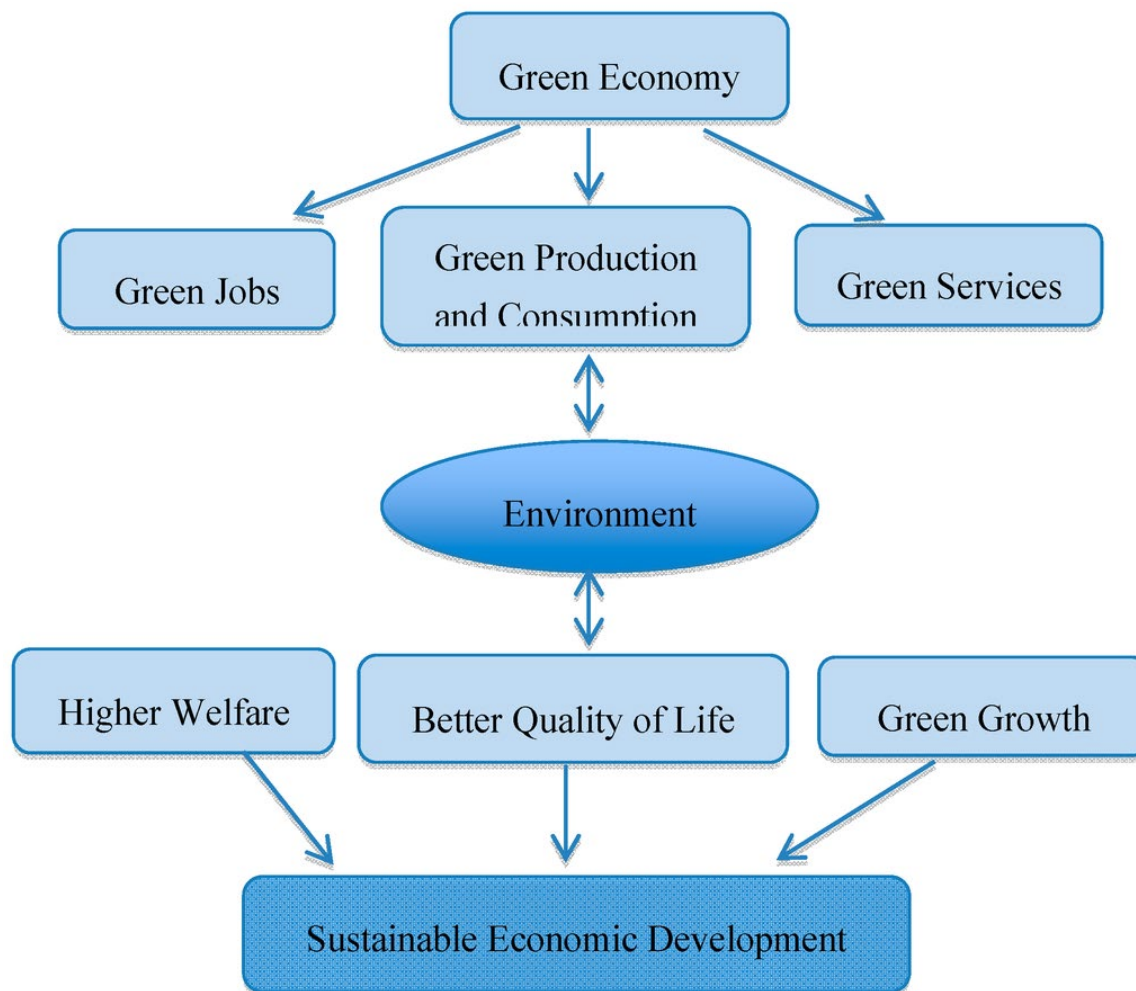 Green Economy
Green Jobs
Green Production
and Consumption
Green Services
Environment
Higher Welfare
Better Quality of Life
Green Growth
Sustainable Economic Development